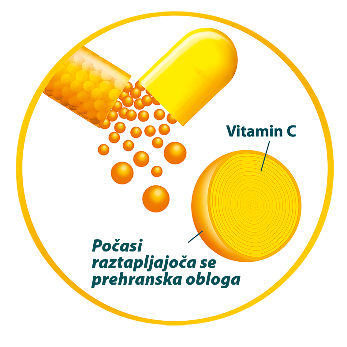 Vitamin C
Počasi
raztapljajoča se
prehranska obloga